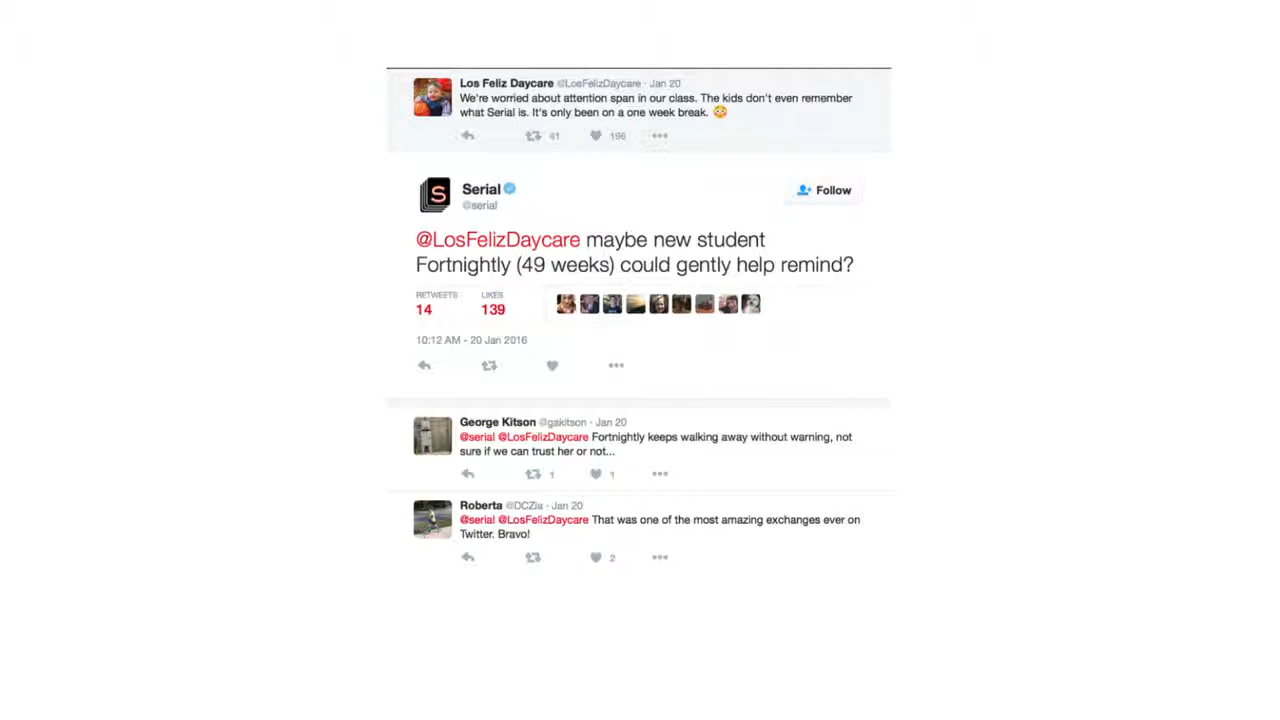 Los Feliz Daycare @LosFelizDaycare · Jan 20
We're worried about attention span in our class. The kids don't even remember
what Serial is. It's only been on a one week break. 😳
41 196
S Serial
@serial
Follow
@LosFelizDaycare maybe new student
Fortnightly (49 weeks) could gently help remind?
RETWEETS LIKES
14 139
10:12 AM - 20 Jan 2016
George Kitson @gakitson · Jan 20
@serial @LosFelizDaycare Fortnightly keeps walking away without warning, not
sure if we can trust her or not...
1 1
Roberta @DCZia · Jan 20
@serial @LosFelizDaycare That was one of the most amazing exchanges ever on
Twitter. Bravo!
2